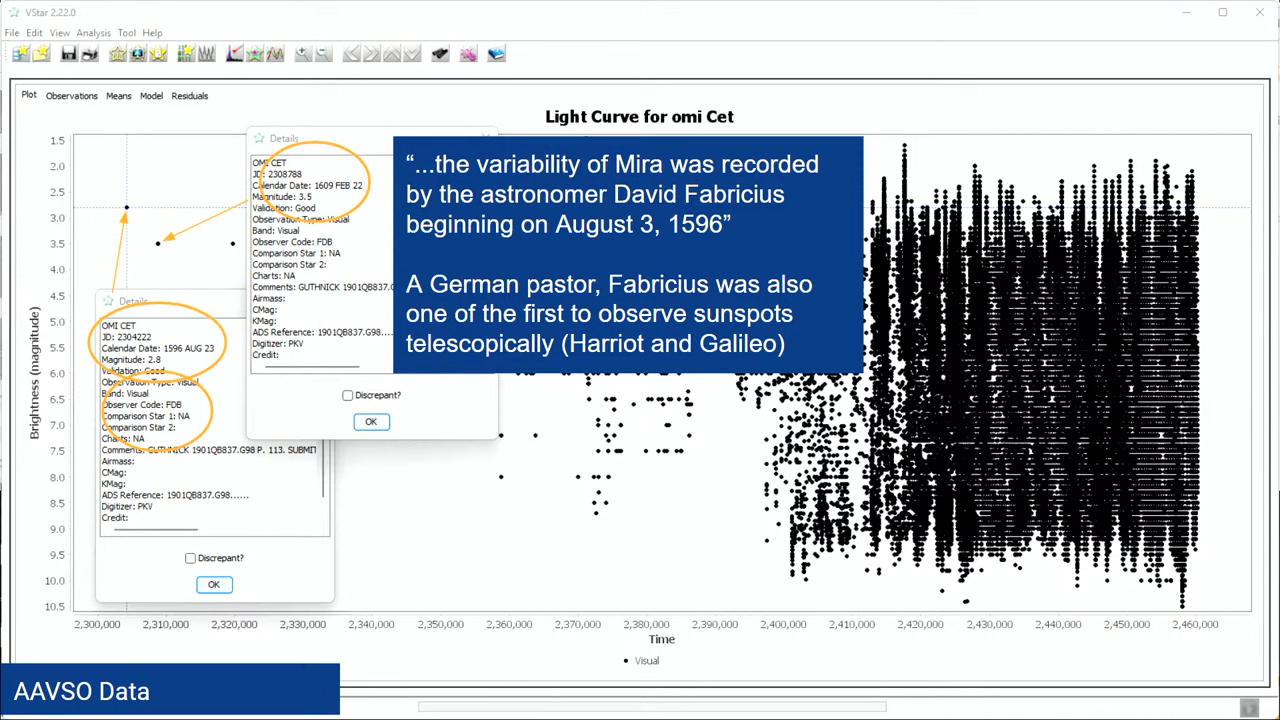 VStar 2.22.0
File Edit View Analysis Tool Help
Plot Observations Means Model Residuals
Light Curve for omi Cet
Brightness (magnitude)
1.5
2.0
2.5
3.0
3.5
4.0
4.5
5.0
5.5
6.0
6.5
7.0
7.5
8.0
8.5
9.0
9.5
10.0
10.5
Details
OMI CET
JD: 2308788
Calendar Date: 1609 FEB 22
Magnitude: 3.5
Validation: Good
Observation Type: Visual
Band: Visual
Observer Code: FDB
Comparison Star 1: NA
Comparison Star 2:
Charts: NA
Comments: GUTHNICK 1901QB837.G
Airmass:
CMag:
KMag:
ADS Reference: 1901QB837.G98...
Digitizer: PKV
Credit:
Discrepant?
OK
“...the variability of Mira was recorded
by the astronomer David Fabricius
beginning on August 3, 1596”
A German pastor, Fabricius was also
one of the first to observe sunspots
telescopically (Harriot and Galileo)
Details
OMI CET
JD: 2304222
Calendar Date: 1596 AUG 23
Magnitude: 2.8
Validation: Good
Observation Type: Visual
Band: Visual
Observer Code: FDB
Comparison Star 1: NA
Comparison Star 2:
Charts: NA
Comments: GUTHNICK 1901QB837.G98 P. 113. SUBMIT
Airmass:
CMag:
KMag:
ADS Reference: 1901QB837.G98......
Digitizer: PKV
Credit:
Discrepant?
OK
2,300,000 2,310,000 2,320,000 2,330,000 2,340,000 2,350,000 2,360,000 2,370,000 2,380,000 2,390,000 2,400,000 2,410,000 2,420,000 2,430,000 2,440,000 2,450,000 2,460,000
Time
Visual
AAVSO Data